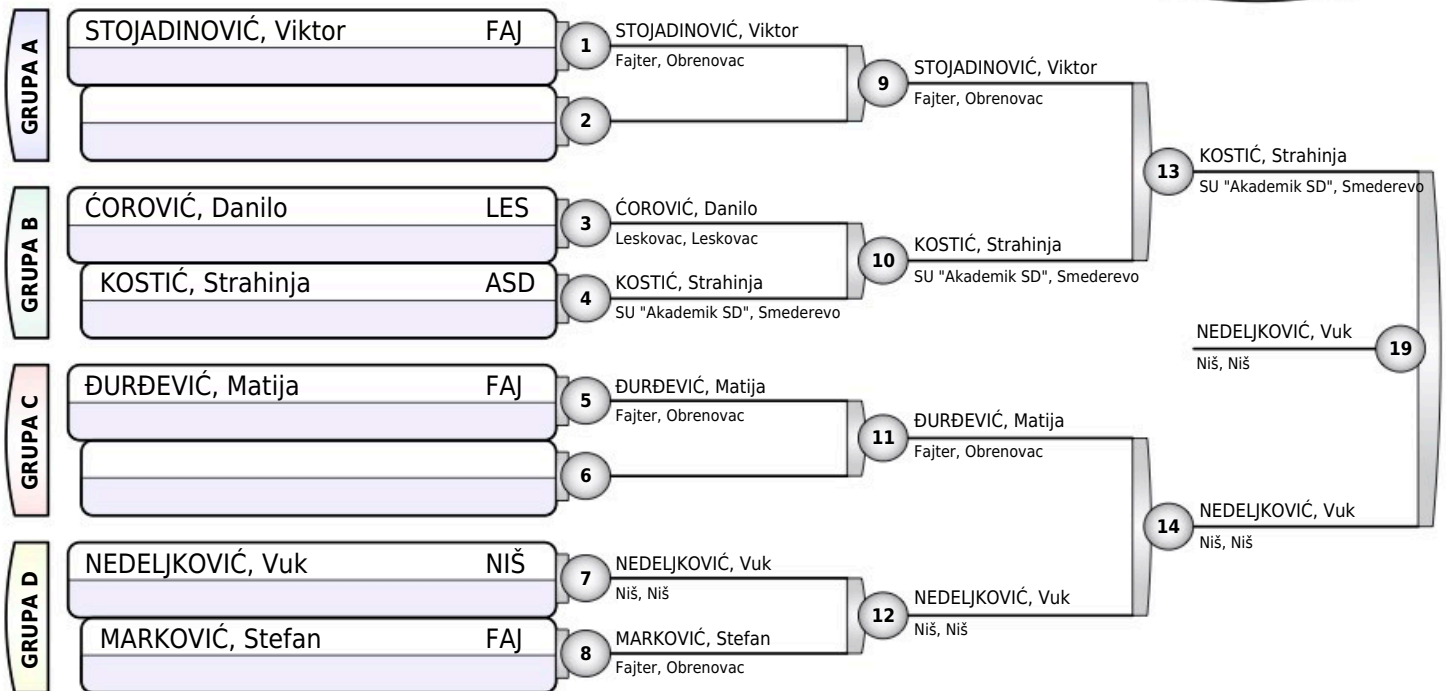 GRUPA A
STOJADINOVIĆ, Viktor FAJ
1
STOJADINOVIĆ, Viktor
Fajter, Obrenovac
2
9
STOJADINOVIĆ, Viktor
Fajter, Obrenovac
13
KOSTIĆ, Strahinja
SU "Akademik SD", Smederevo
GRUPA B
ĆOROVIĆ, Danilo LES
3
ĆOROVIĆ, Danilo
Leskovac, Leskovac
KOSTIĆ, Strahinja ASD
4
KOSTIĆ, Strahinja
SU "Akademik SD", Smederevo
10
KOSTIĆ, Strahinja
SU "Akademik SD", Smederevo
NEDELJKOVIĆ, Vuk
Niš, Niš
19
GRUPA C
ĐURĐEVIĆ, Matija FAJ
5
ĐURĐEVIĆ, Matija
Fajter, Obrenovac
6
11
ĐURĐEVIĆ, Matija
Fajter, Obrenovac
14
NEDELJKOVIĆ, Vuk
Niš, Niš
GRUPA D
NEDELJKOVIĆ, Vuk NIŠ
7
NEDELJKOVIĆ, Vuk
Niš, Niš
MARKOVIĆ, Stefan FAJ
8
MARKOVIĆ, Stefan
Fajter, Obrenovac
12
NEDELJKOVIĆ, Vuk
Niš, Niš